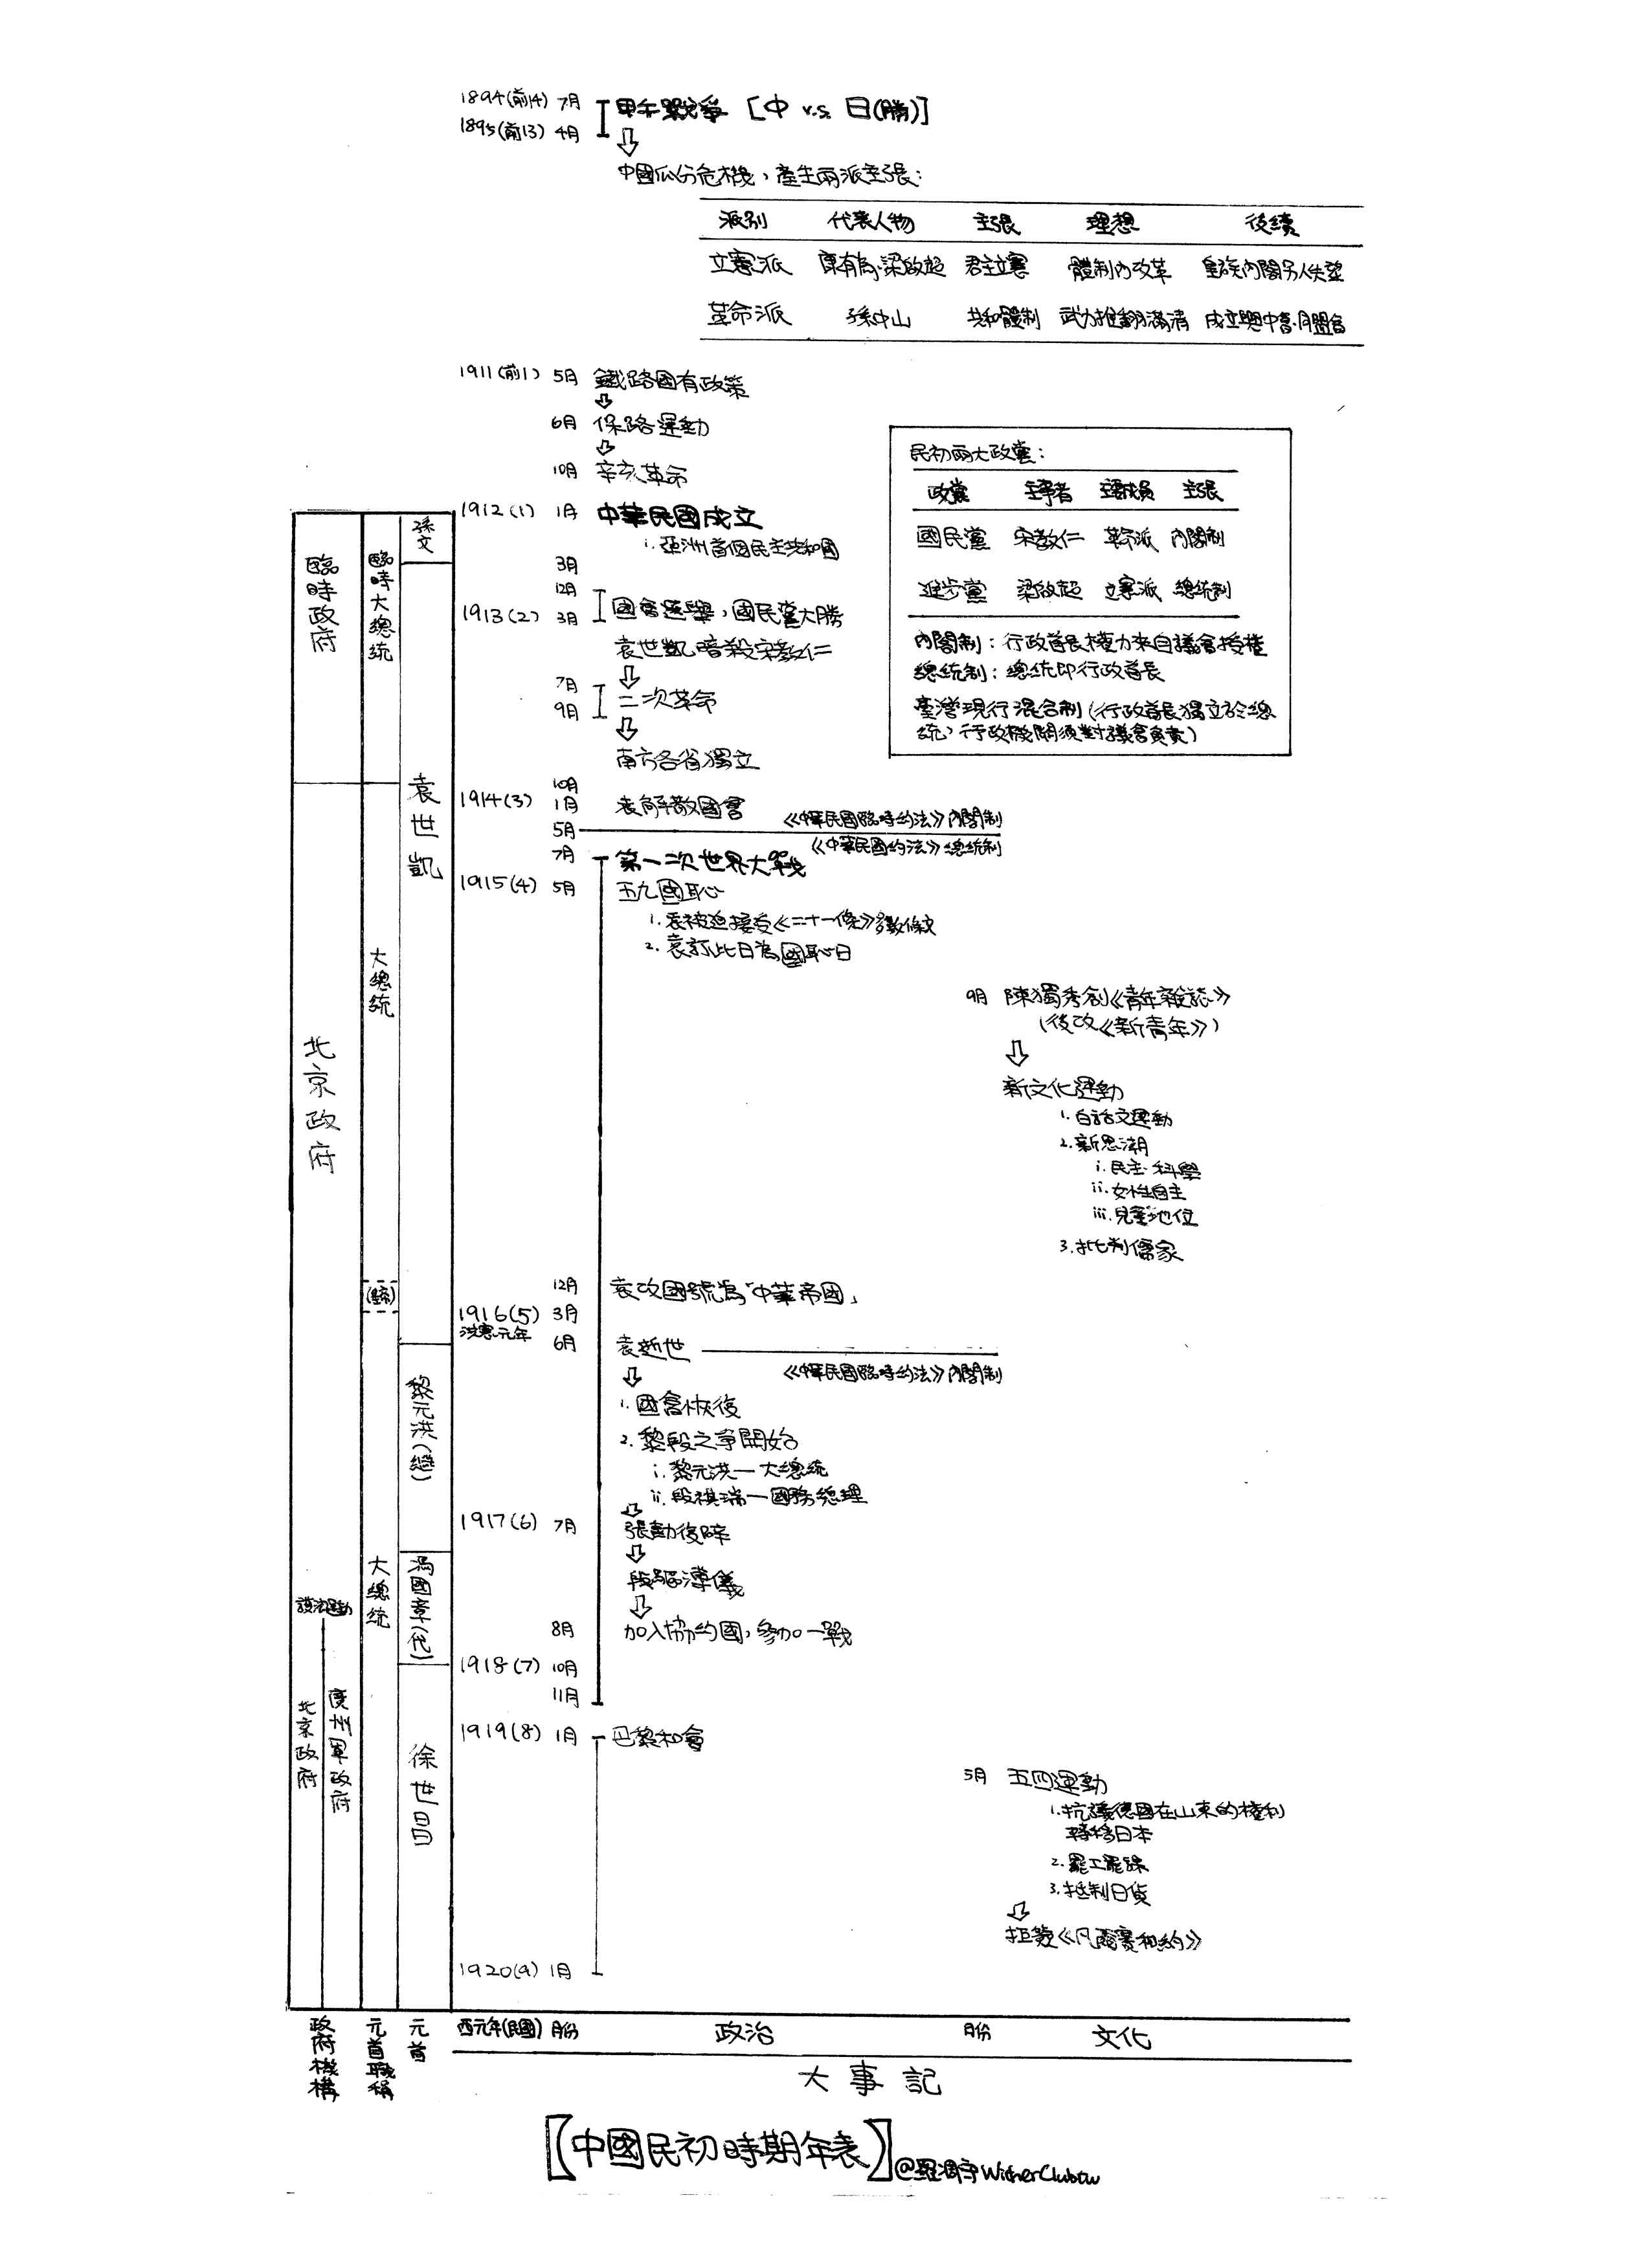 1894(前14) 7月 甲午戰爭 [中 v.s. 日(勝)]
1895(前13) 4月
中國瓜分危機，產生兩派主張：
派別 代表人物 主張 理想 後續
立憲派 康有為·梁啟超 君主立憲 體制內改革 皇族內閣另人失望
革命派 孫中山 共和體制 武力推翻滿清 成立興中會·同盟會
1911(前1) 5月 鐵路國有政策
6月 保路運動
10月 辛亥革命
民初兩大政黨：
政黨 主導者 主要成員 主張
國民黨 宋教仁 革命派 內閣制
進步黨 梁啟超 立憲派 總統制
內閣制：行政首長權力來自議會授權
總統制：總統即行政首長
臺灣現行混合制(行政首長獨立於總
統，行政機關須對議會負責)
臨時政府
臨時大總統
孫文
1912(1) 1月 中華民國成立
i. 亞洲首個民主共和國
3月
12月
1913(2) 3月 國會選舉，國民黨大勝
袁世凱暗殺宋教仁
7月
9月 二次革命
南方各省獨立
袁世凱
10月
1914(3) 1月 袁解散國會
《中華民國臨時約法》內閣制
5月
《中華民國約法》總統制
7月 第一次世界大戰
1915(4) 5月 五九國恥
1. 袁被迫接受《二十一條》多數條文
2. 袁訂此日為國恥日
大總統
北京政府
9月 陳獨秀創《青年雜誌》
(後改《新青年》)
新文化運動
1. 白話文運動
2. 新思潮
i. 民主·科學
ii. 女性自主
iii. 兒童地位
3. 批判儒家
12月 袁改國號為「中華帝國」
1916(5) 3月
洪憲元年
6月 袁逝世
《中華民國臨時約法》內閣制
1. 國會恢復
2. 黎段之爭開始
i. 黎元洪—大總統
ii. 段祺瑞—國務總理
黎元洪(繼)
1917(6) 7月 張勳復辟
段驅溥儀
大總統
馮國章(代)
護法運動
8月 加入協約國，參加一戰
1918(7) 10月
11月
北京政府
廣州軍政府
徐世昌
1919(8) 1月 巴黎和會
5月 五四運動
1. 抗議德國在山東的權利
轉移日本
2. 罷工罷課
3. 抵制日貨
拒簽《凡爾賽和約》
1920(9) 1月
政府機構 元首職稱 元首 西元年(民國) 月份 政治 月份 文化
大事記
【中國民初時期年表】@羅潤宇WitherClubtw